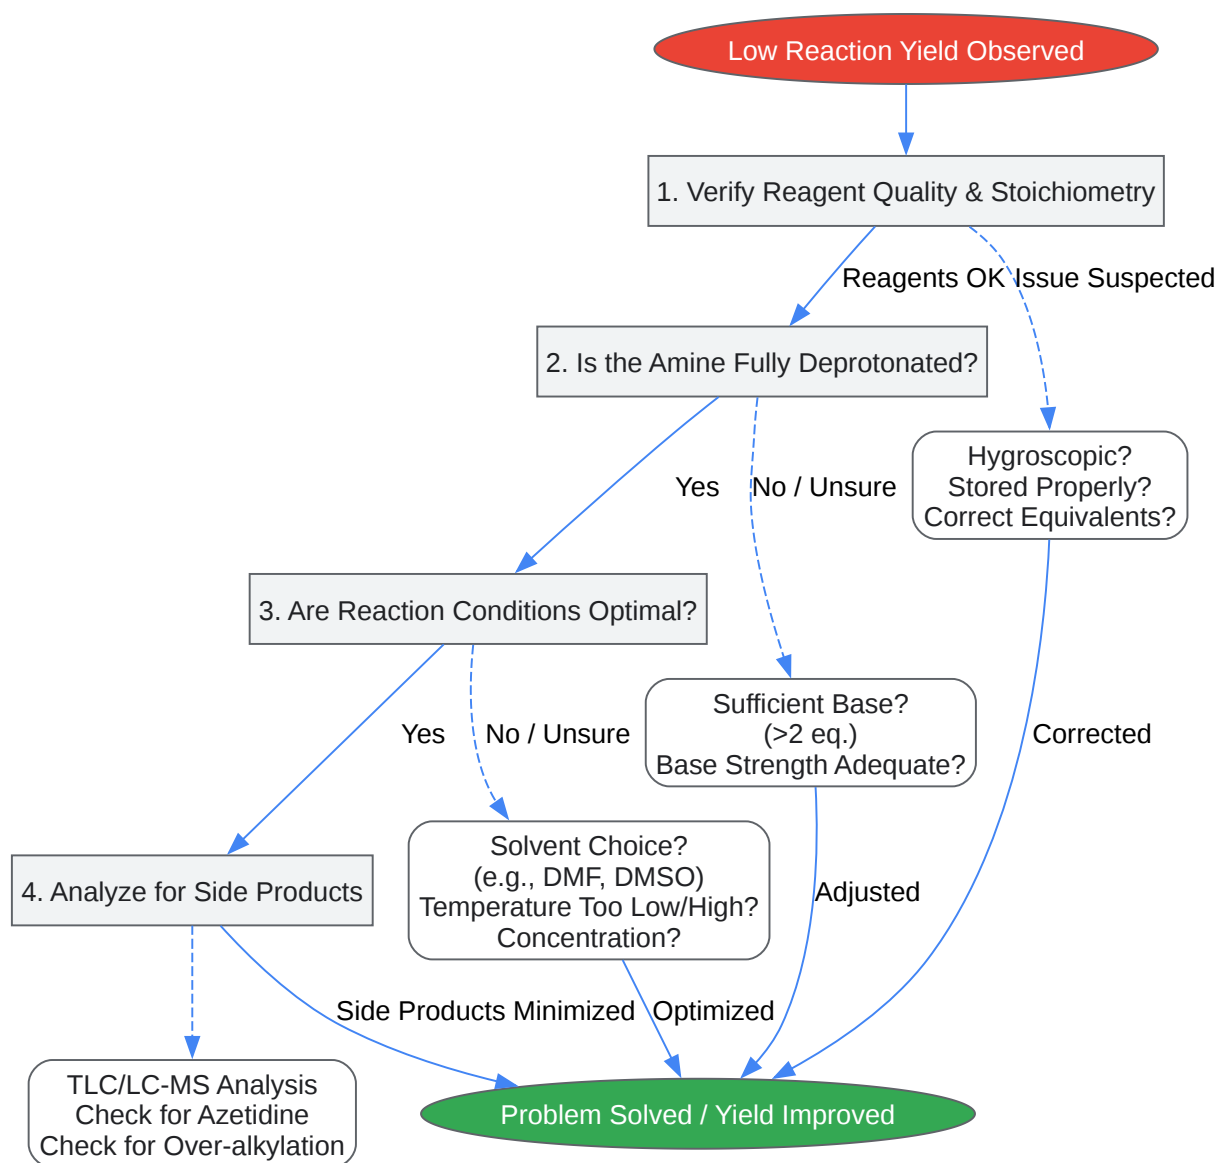 Low Reaction Yield Observed
1. Verify Reagent Quality & Stoichiometry
Reagents OK
Issue Suspected
2. Is the Amine Fully Deprotonated?
Hygroscopic?
Stored Properly?
Correct Equivalents?
Yes
No / Unsure
3. Are Reaction Conditions Optimal?
Sufficient Base?
(>2 eq.)
Base Strength Adequate?
Yes
No / Unsure
Corrected
Solvent Choice?
(e.g., DMF, DMSO)
Temperature Too Low/High?
Concentration?
4. Analyze for Side Products
Adjusted
Side Products Minimized
Optimized
TLC/LC-MS Analysis
Check for Azetidine
Check for Over-alkylation
Problem Solved / Yield Improved